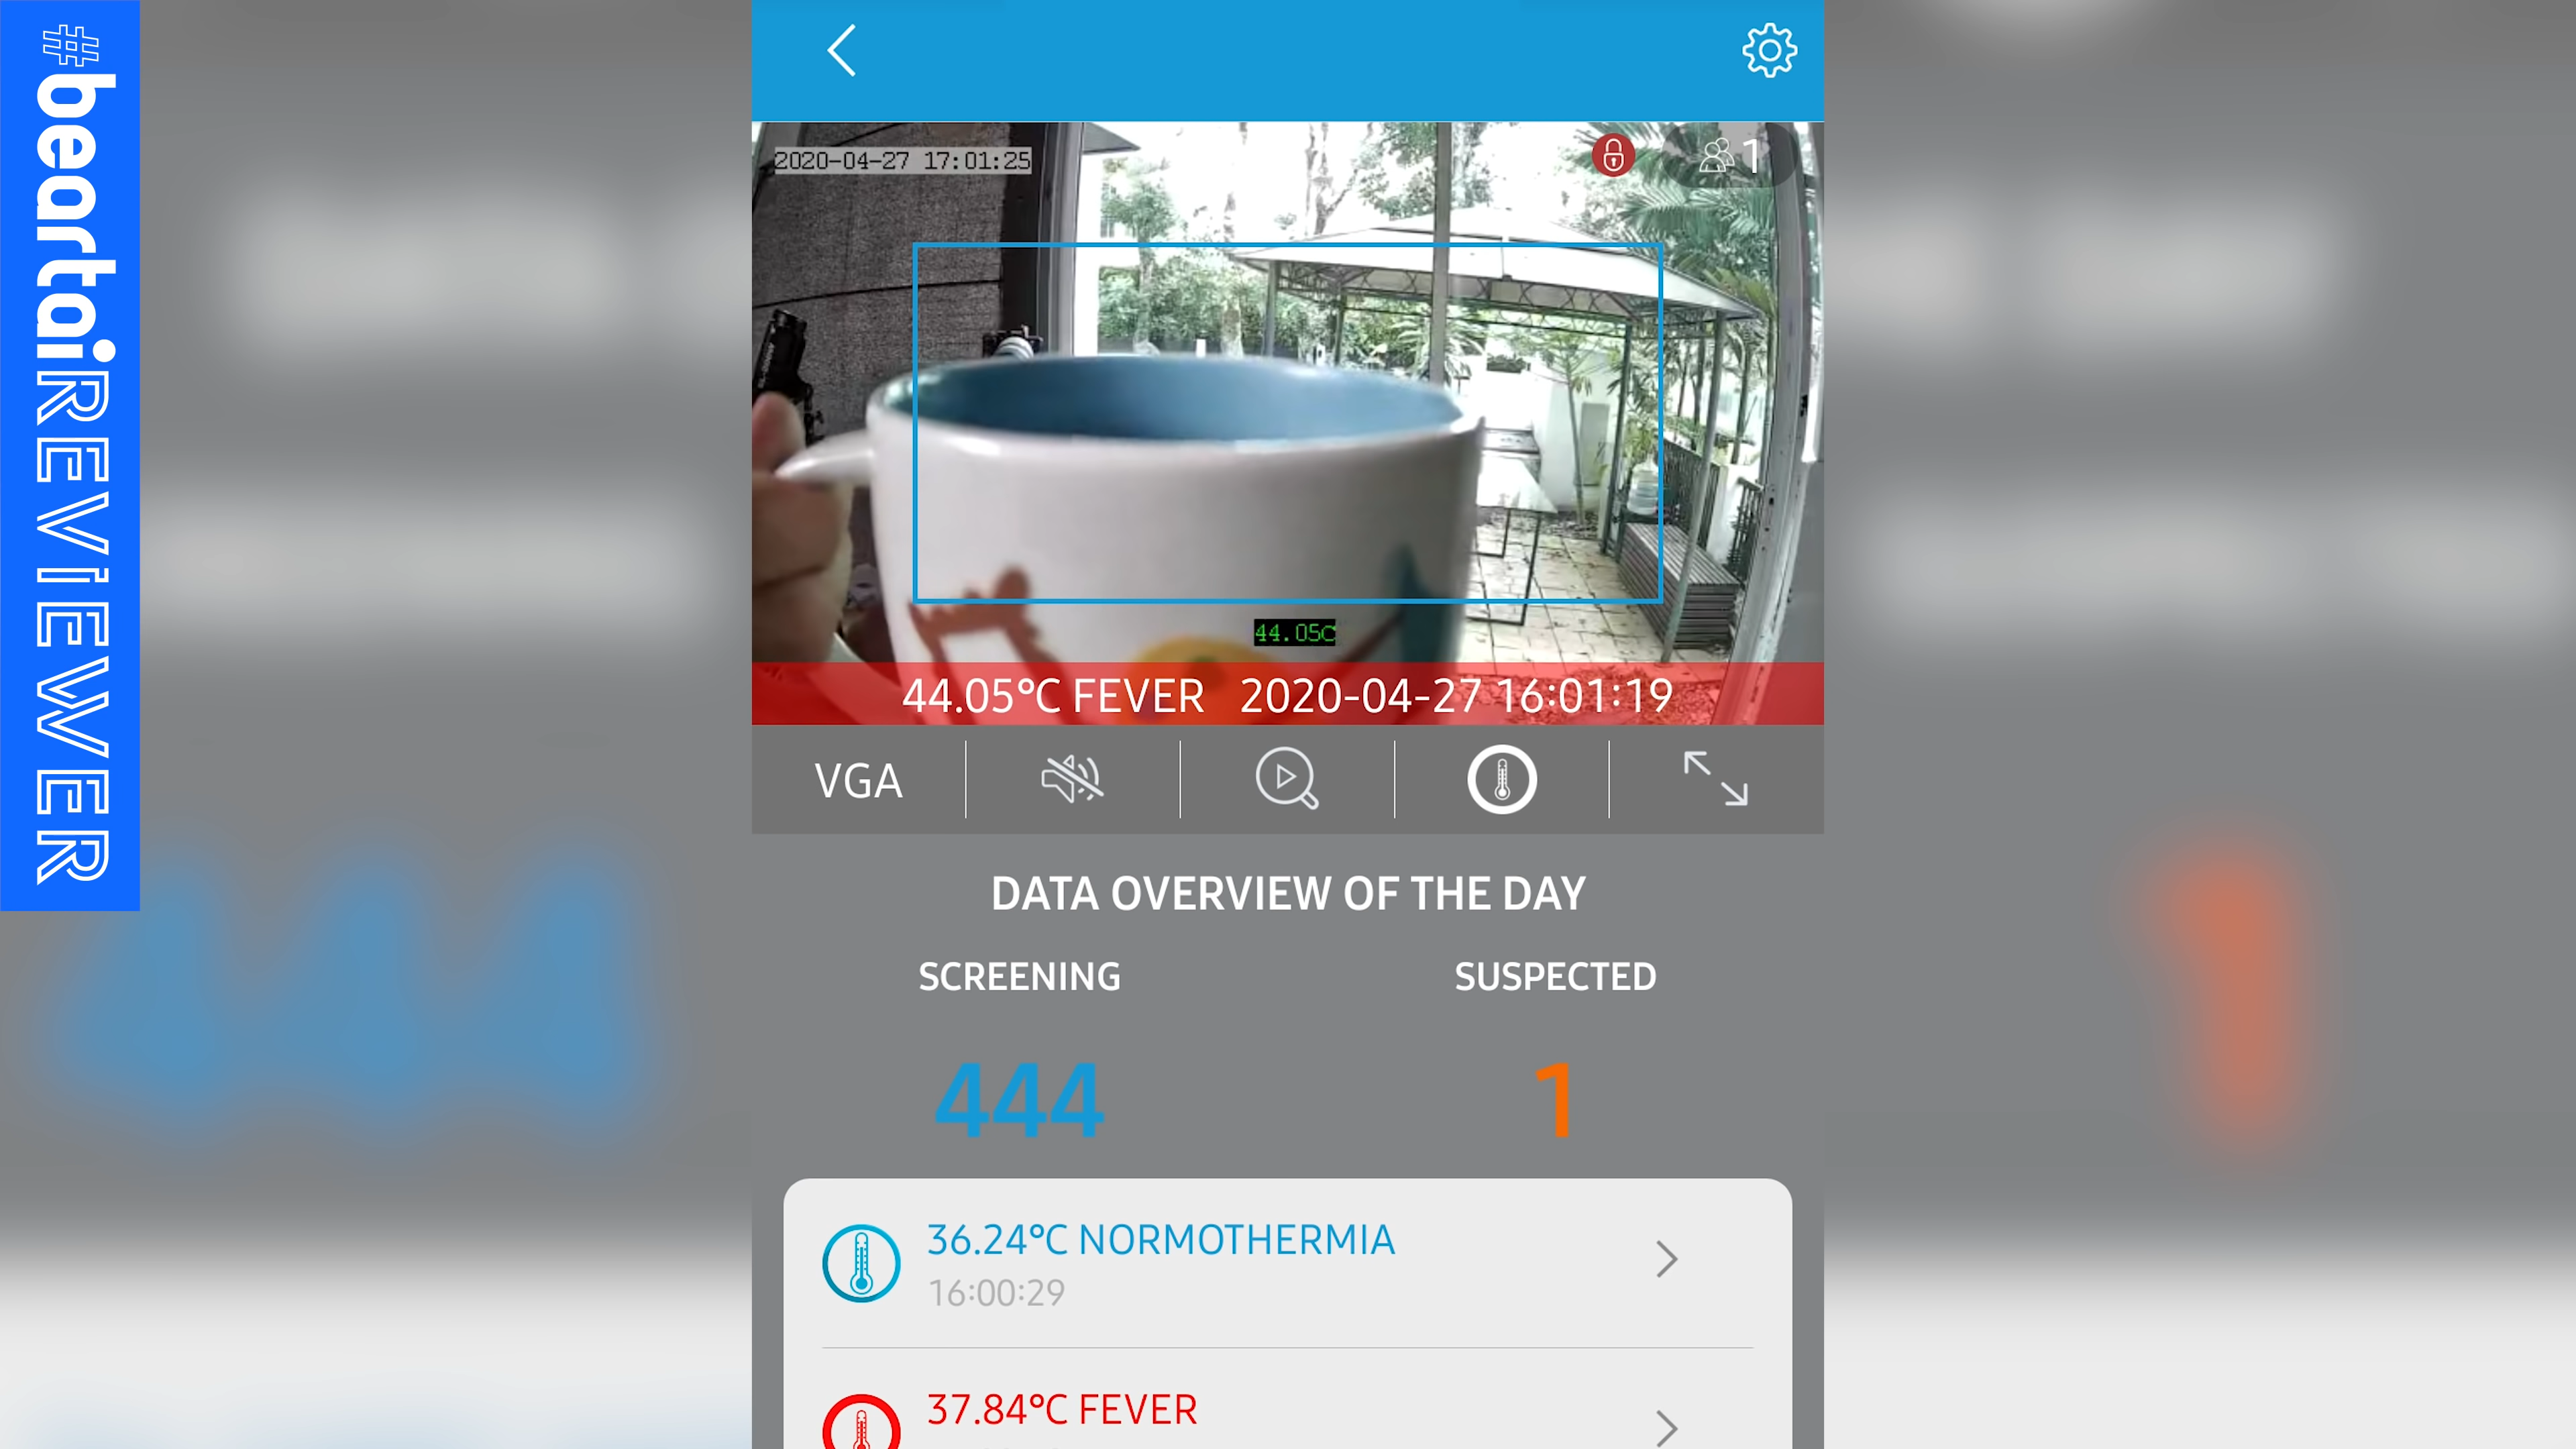 #beartaiREVIEWER
2020-04-27 17:01:25
1
44.05C
44.05°C FEVER 2020-04-27 16:01:19
VGA
DATA OVERVIEW OF THE DAY
SCREENING
SUSPECTED
444
1
36.24°C NORMOTHERMIA
16:00:29
37.84°C FEVER